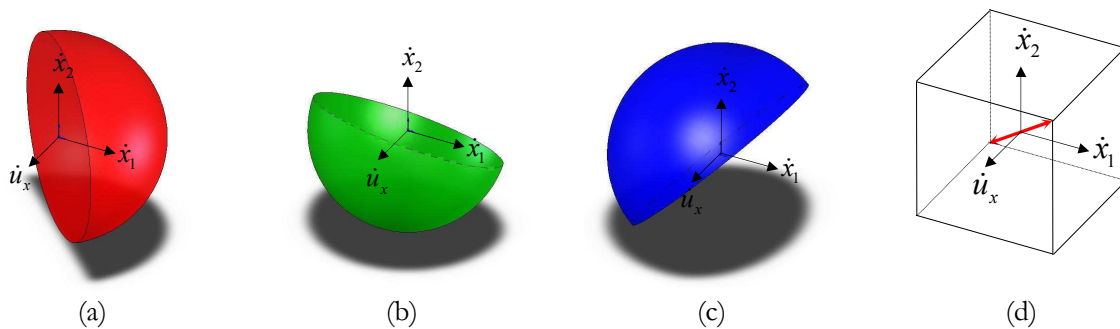 ẋ₂
ẋ₁
u̇ₓ
(a)
ẋ₂
ẋ₁
u̇ₓ
(b)
ẋ₂
ẋ₁
u̇ₓ
(c)
ẋ₂
ẋ₁
u̇ₓ
(d)